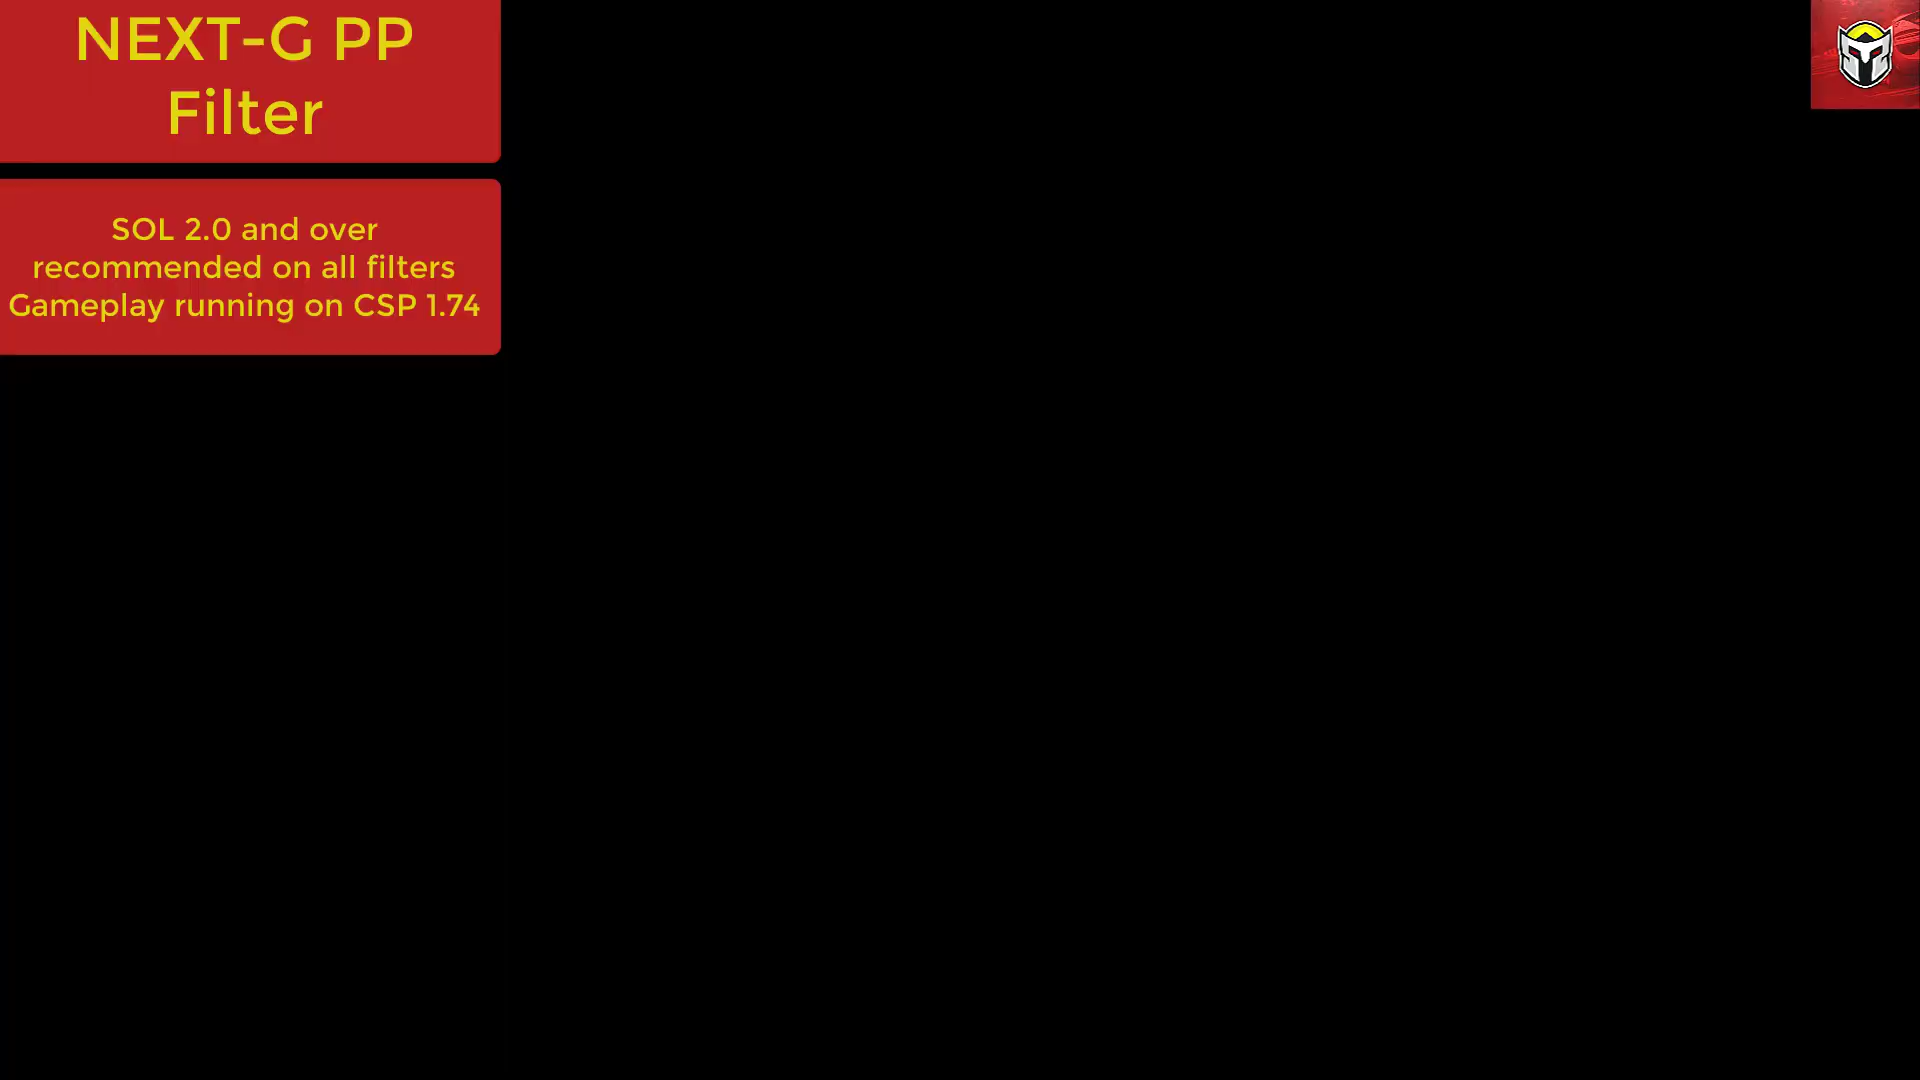 NEXT-G PP
Filter
SOL 2.0 and over
recommended on all filters
Gameplay running on CSP 1.74